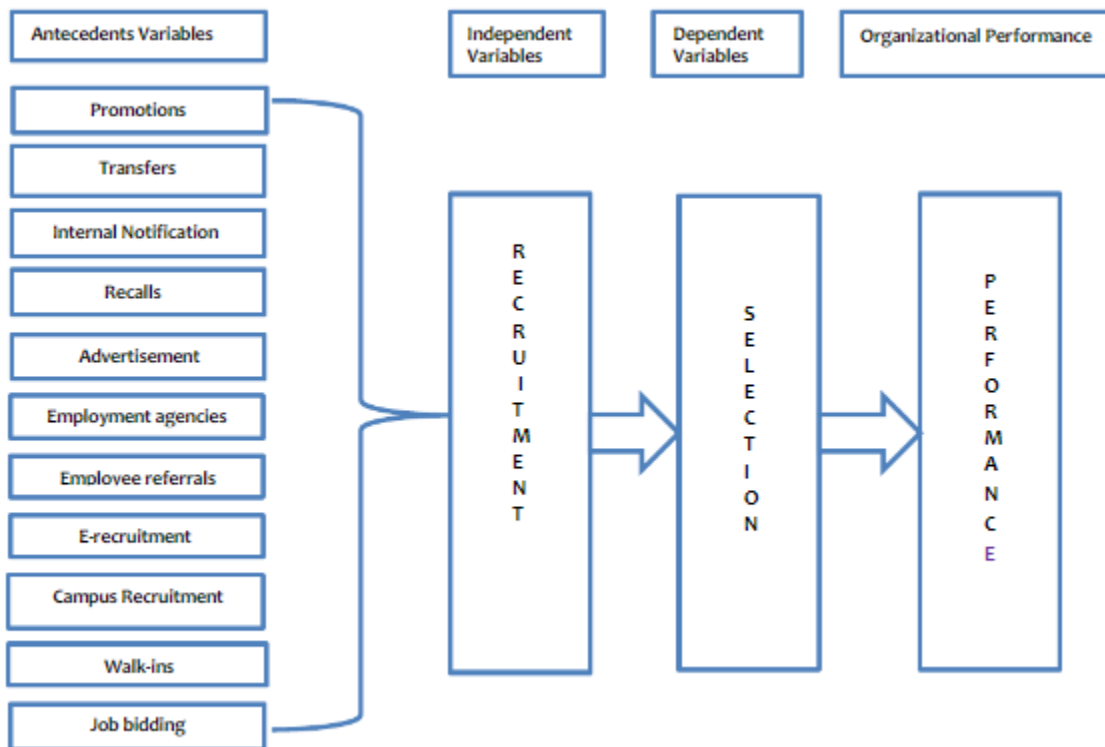 Antecedents Variables
Independent
Variables
Dependent
Variables
Organizational Performance
Promotions
Transfers
Internal Notification
Recalls
Advertisement
Employment agencies
Employee referrals
E-recruitment
Campus Recruitment
Walk-ins
Job bidding
R
E
C
R
U
I
T
M
E
N
T
S
E
L
E
C
T
I
O
N
P
E
R
F
O
R
M
A
N
C
E